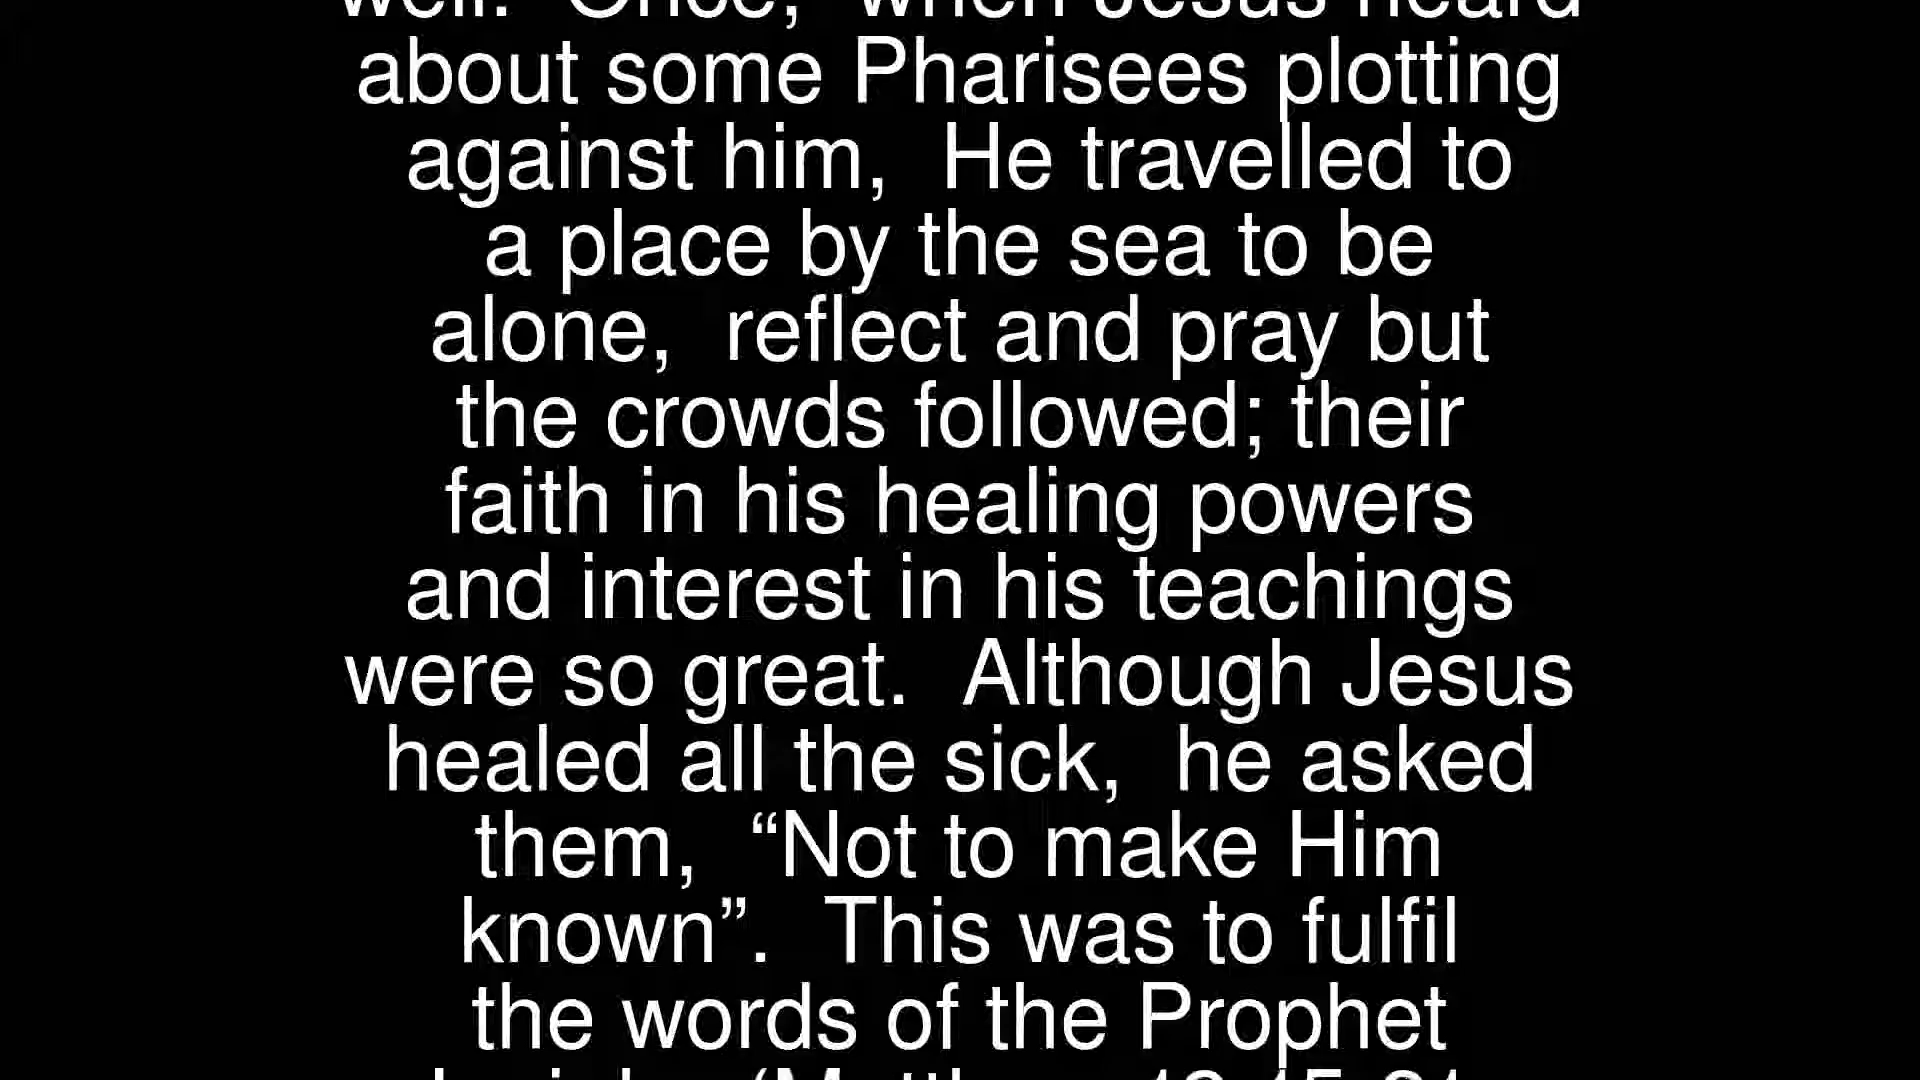 well. Once, when Jesus heard
about some Pharisees plotting
against him, He travelled to
a place by the sea to be
alone, reflect and pray but
the crowds followed; their
faith in his healing powers
and interest in his teachings
were so great. Although Jesus
healed all the sick, he asked
them, “Not to make Him
known”. This was to fulfil
the words of the Prophet